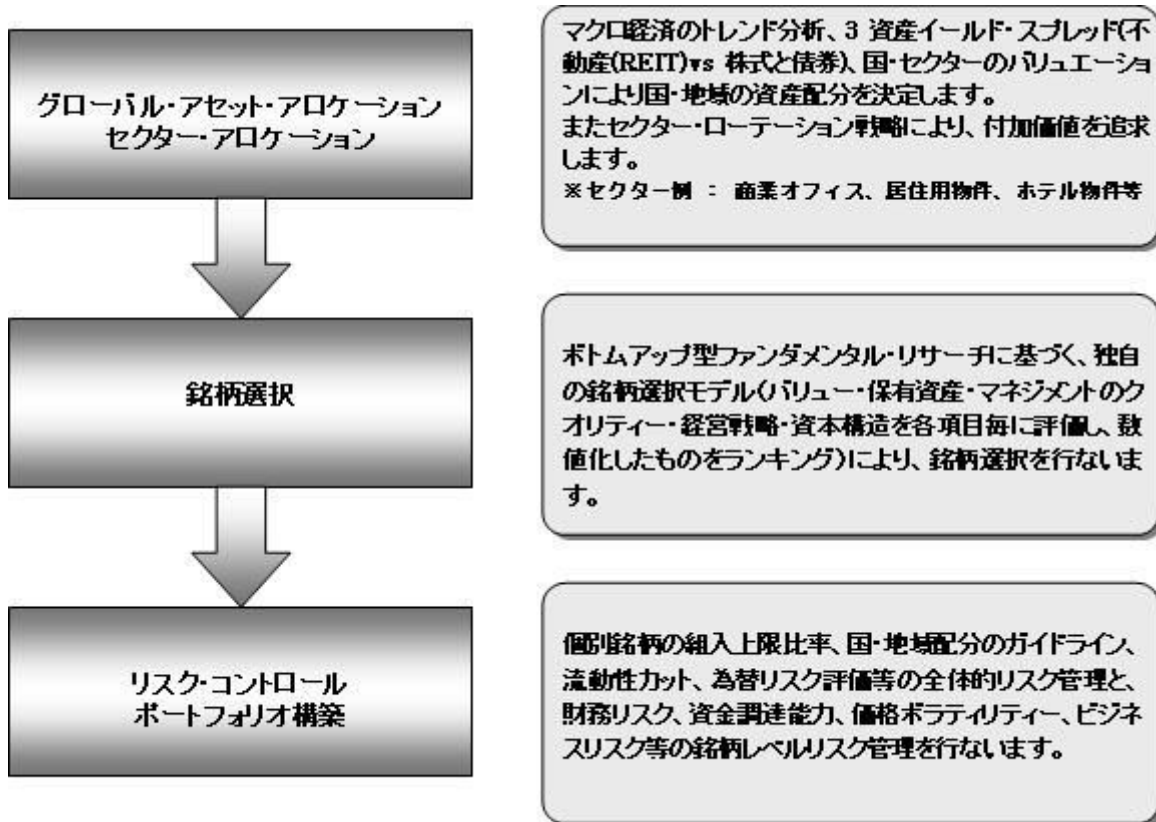 グローバル・アセット・アロケーション
セクター・アロケーション
マクロ経済のトレンド分析、3 資産イールド・スプレッド(不
動産(REIT)vs 株式と債券)、国・セクターのバリュエーショ
ンにより国・地域の資産配分を決定します。
またセクター・ローテーション戦略により、付加価値を追求
します。
※セクター例 ： 商業オフィス、居住用物件、ホテル物件等
銘柄選択
ボトムアップ型ファンダメンタル・リサーチに基づく、独自
の銘柄選択モデル(バリュー・保有資産・マネジメントのク
オリティー・経営戦略・資本構造を各項目毎に評価し、数
値化したものをランキング)により、銘柄選択を行ないま
す。
リスク・コントロール
ポートフォリオ構築
個別銘柄の組入上限比率、国・地域配分のガイドライン、
流動性カット、為替リスク評価等の全体的リスク管理と、
財務リスク、資金調達能力、価格ボラティリティー、ビジネ
スリスク等の銘柄レベルリスク管理を行ないます。